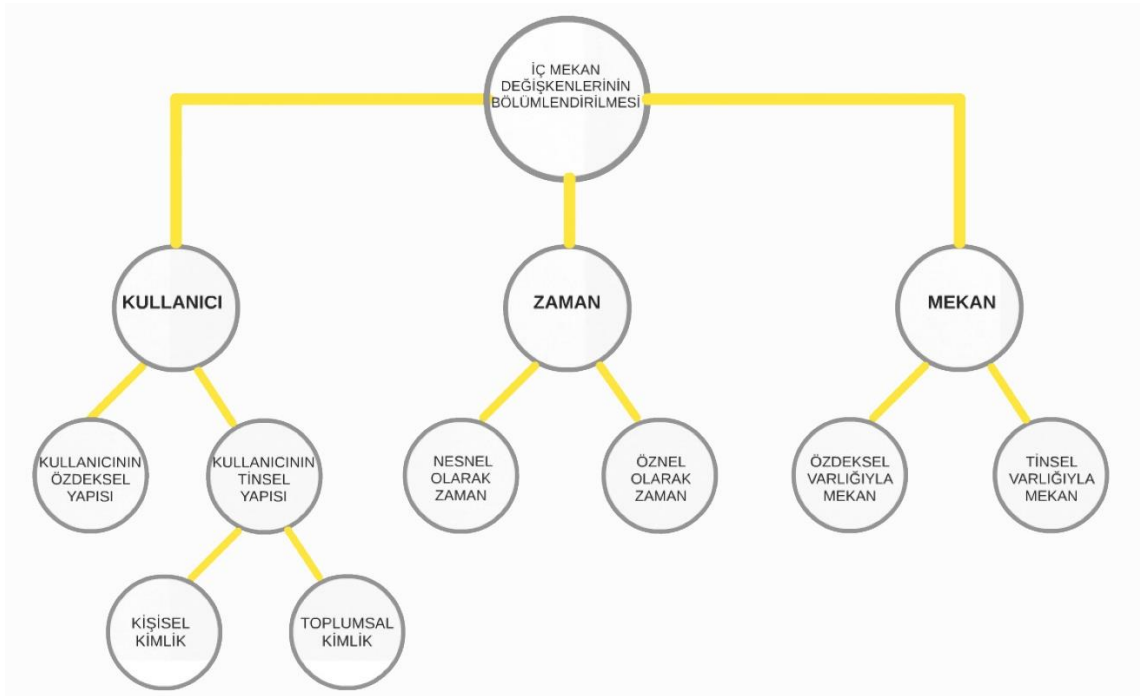 İÇ MEKAN
DEĞİŞKENLERİNİN
BÖLÜMLENDİRİLMESİ
KULLANICI
ZAMAN
MEKAN
KULLANICININ
ÖZDEKSEL
YAPISI
KULLANICININ
TİNSEL
YAPISI
NESNEL
OLARAK
ZAMAN
ÖZNEL
OLARAK
ZAMAN
ÖZDEKSEL
VARLIĞIYLA
MEKAN
TİNSEL
VARLIĞIYLA
MEKAN
KİŞİSEL
KİMLİK
TOPLUMSAL
KİMLİK